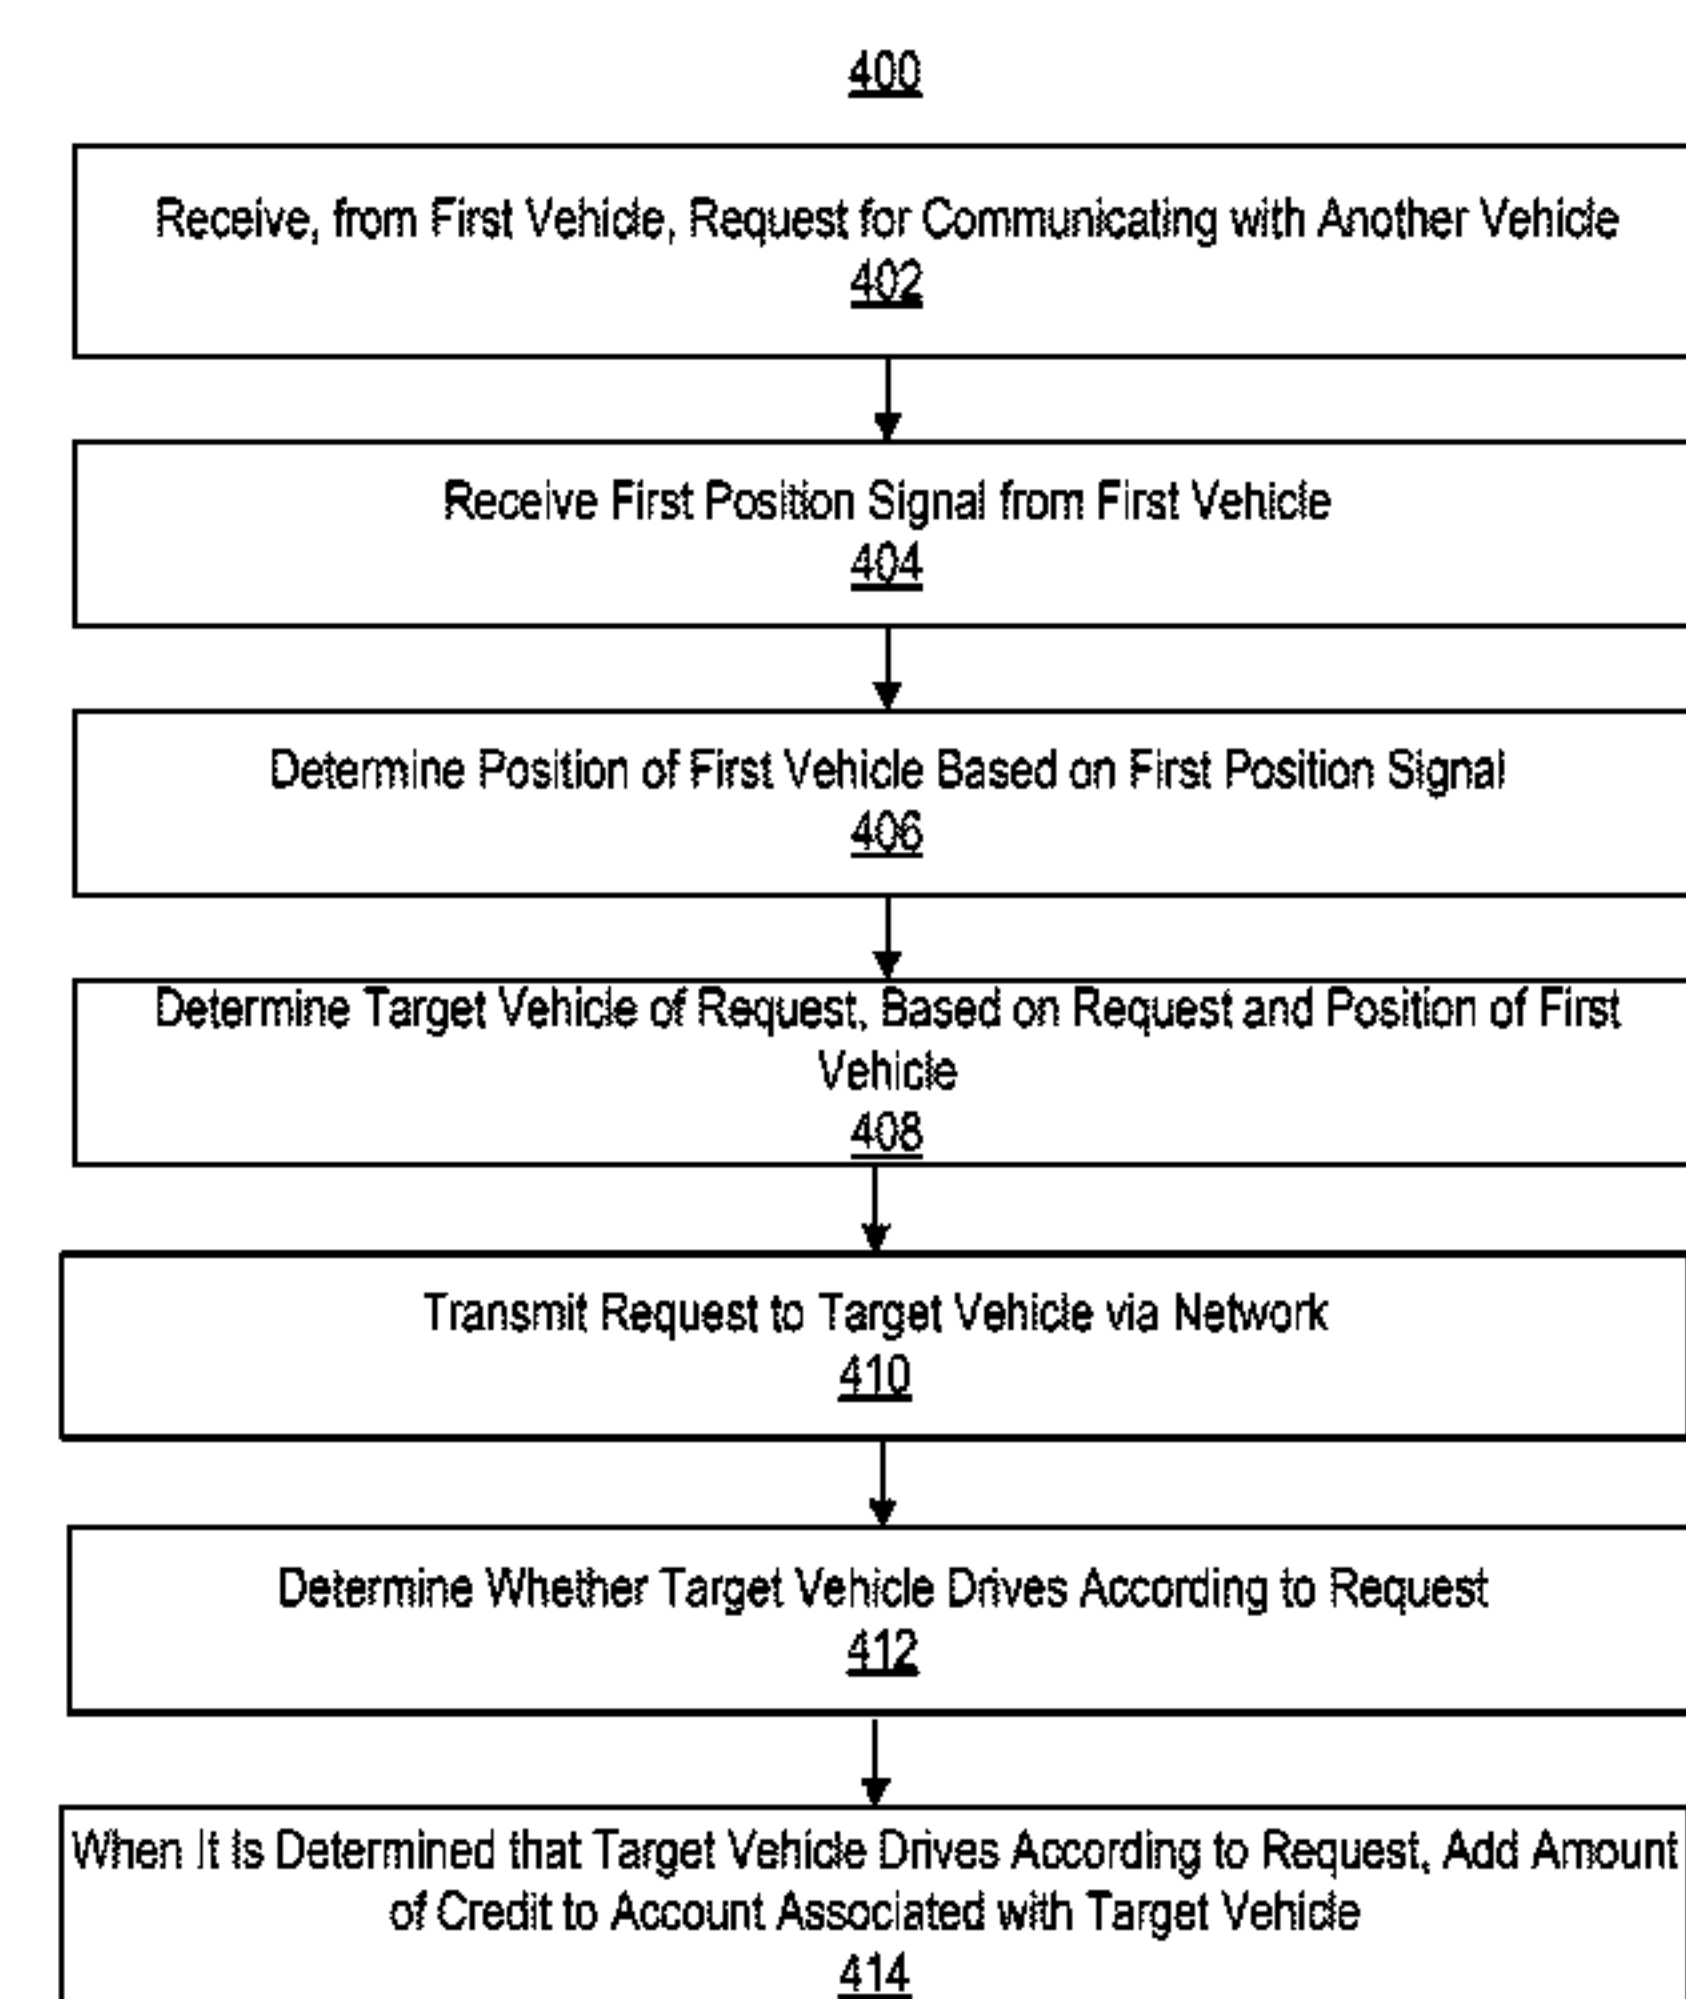 400
Receive, from First Vehicle, Request for Communicating with Another Vehicle
402
Receive First Position Signal from First Vehicle
404
Determine Position of First Vehicle Based on First Position Signal
406
Determine Target Vehicle of Request, Based on Request and Position of First
Vehicle
408
Transmit Request to Target Vehicle via Network
410
Determine Whether Target Vehicle Drives According to Request
412
When It Is Determined that Target Vehicle Drives According to Request, Add Amount
of Credit to Account Associated with Target Vehicle
414